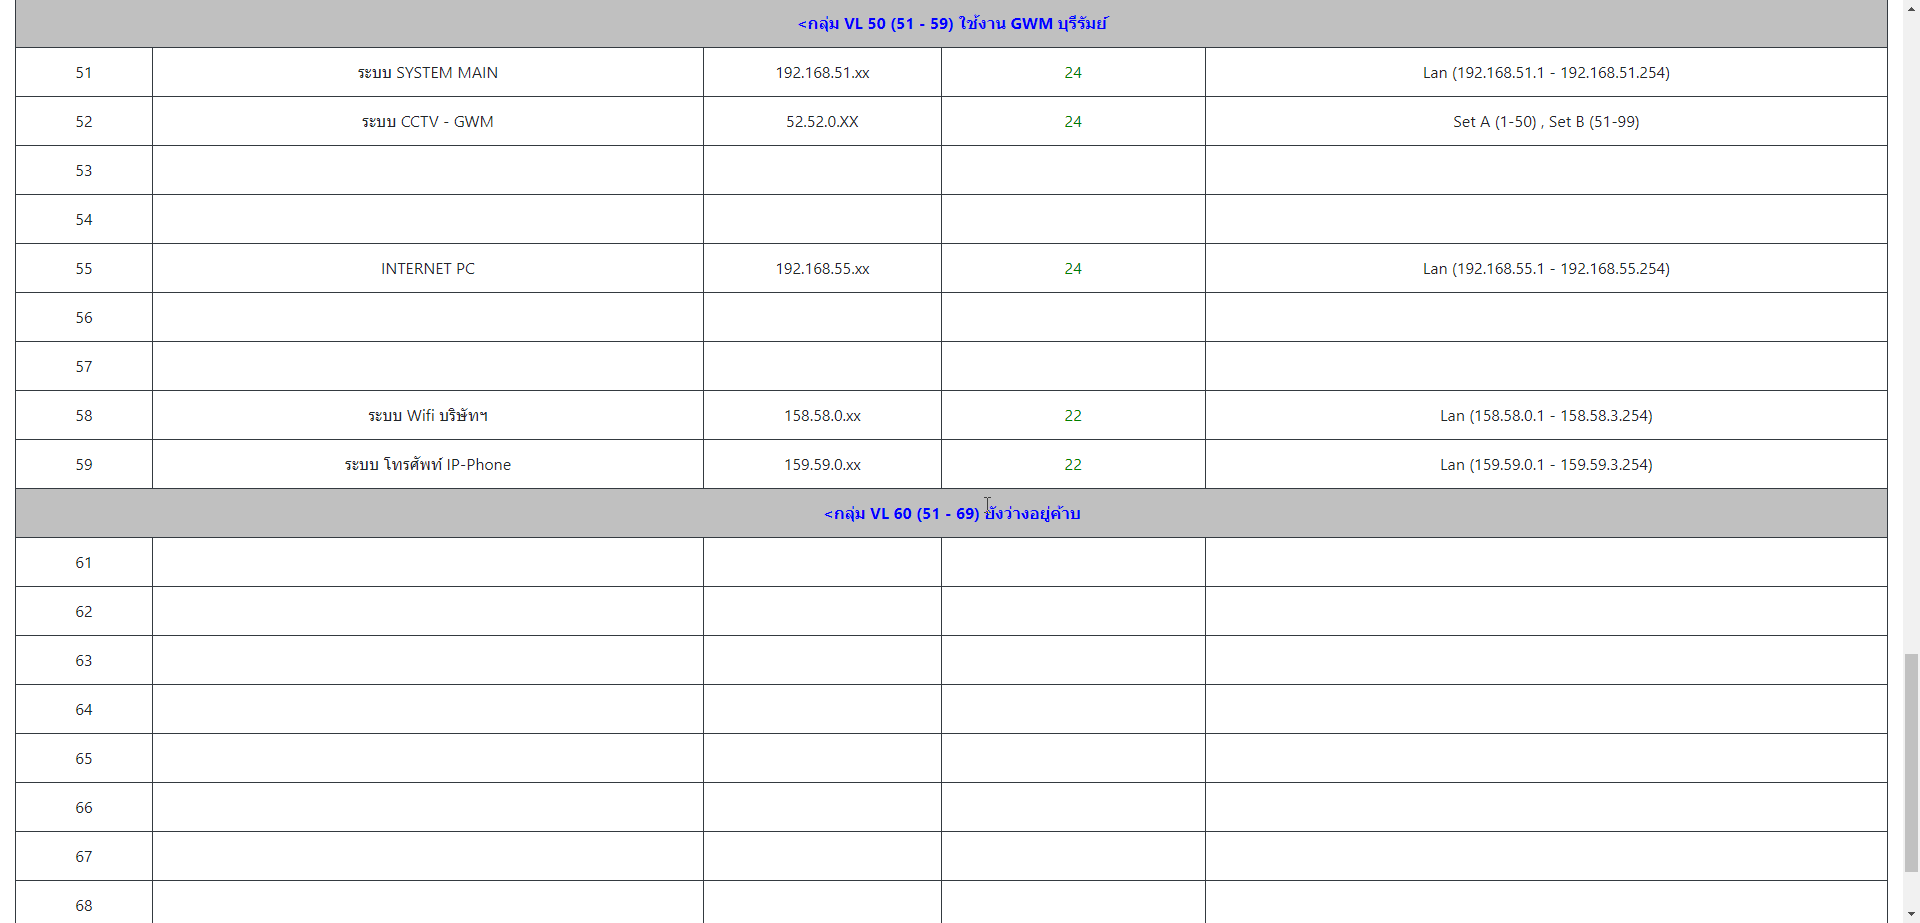 <กลุ่ม VL 50 (51 - 59) ใช้งาน GWM บุรีรัมย์
51 ระบบ SYSTEM MAIN 192.168.51.xx 24 Lan (192.168.51.1 - 192.168.51.254)
52 ระบบ CCTV - GWM 52.52.0.XX 24 Set A (1-50) , Set B (51-99)
53
54
55 INTERNET PC 192.168.55.xx 24 Lan (192.168.55.1 - 192.168.55.254)
56
57
58 ระบบ Wifi บริษัทฯ 158.58.0.xx 22 Lan (158.58.0.1 - 158.58.3.254)
59 ระบบ โทรศัพท์ IP-Phone 159.59.0.xx 22 Lan (159.59.0.1 - 159.59.3.254)
<กลุ่ม VL 60 (51 - 69) ยังว่างอยู่ค้าบ
61
62
63
64
65
66
67
68